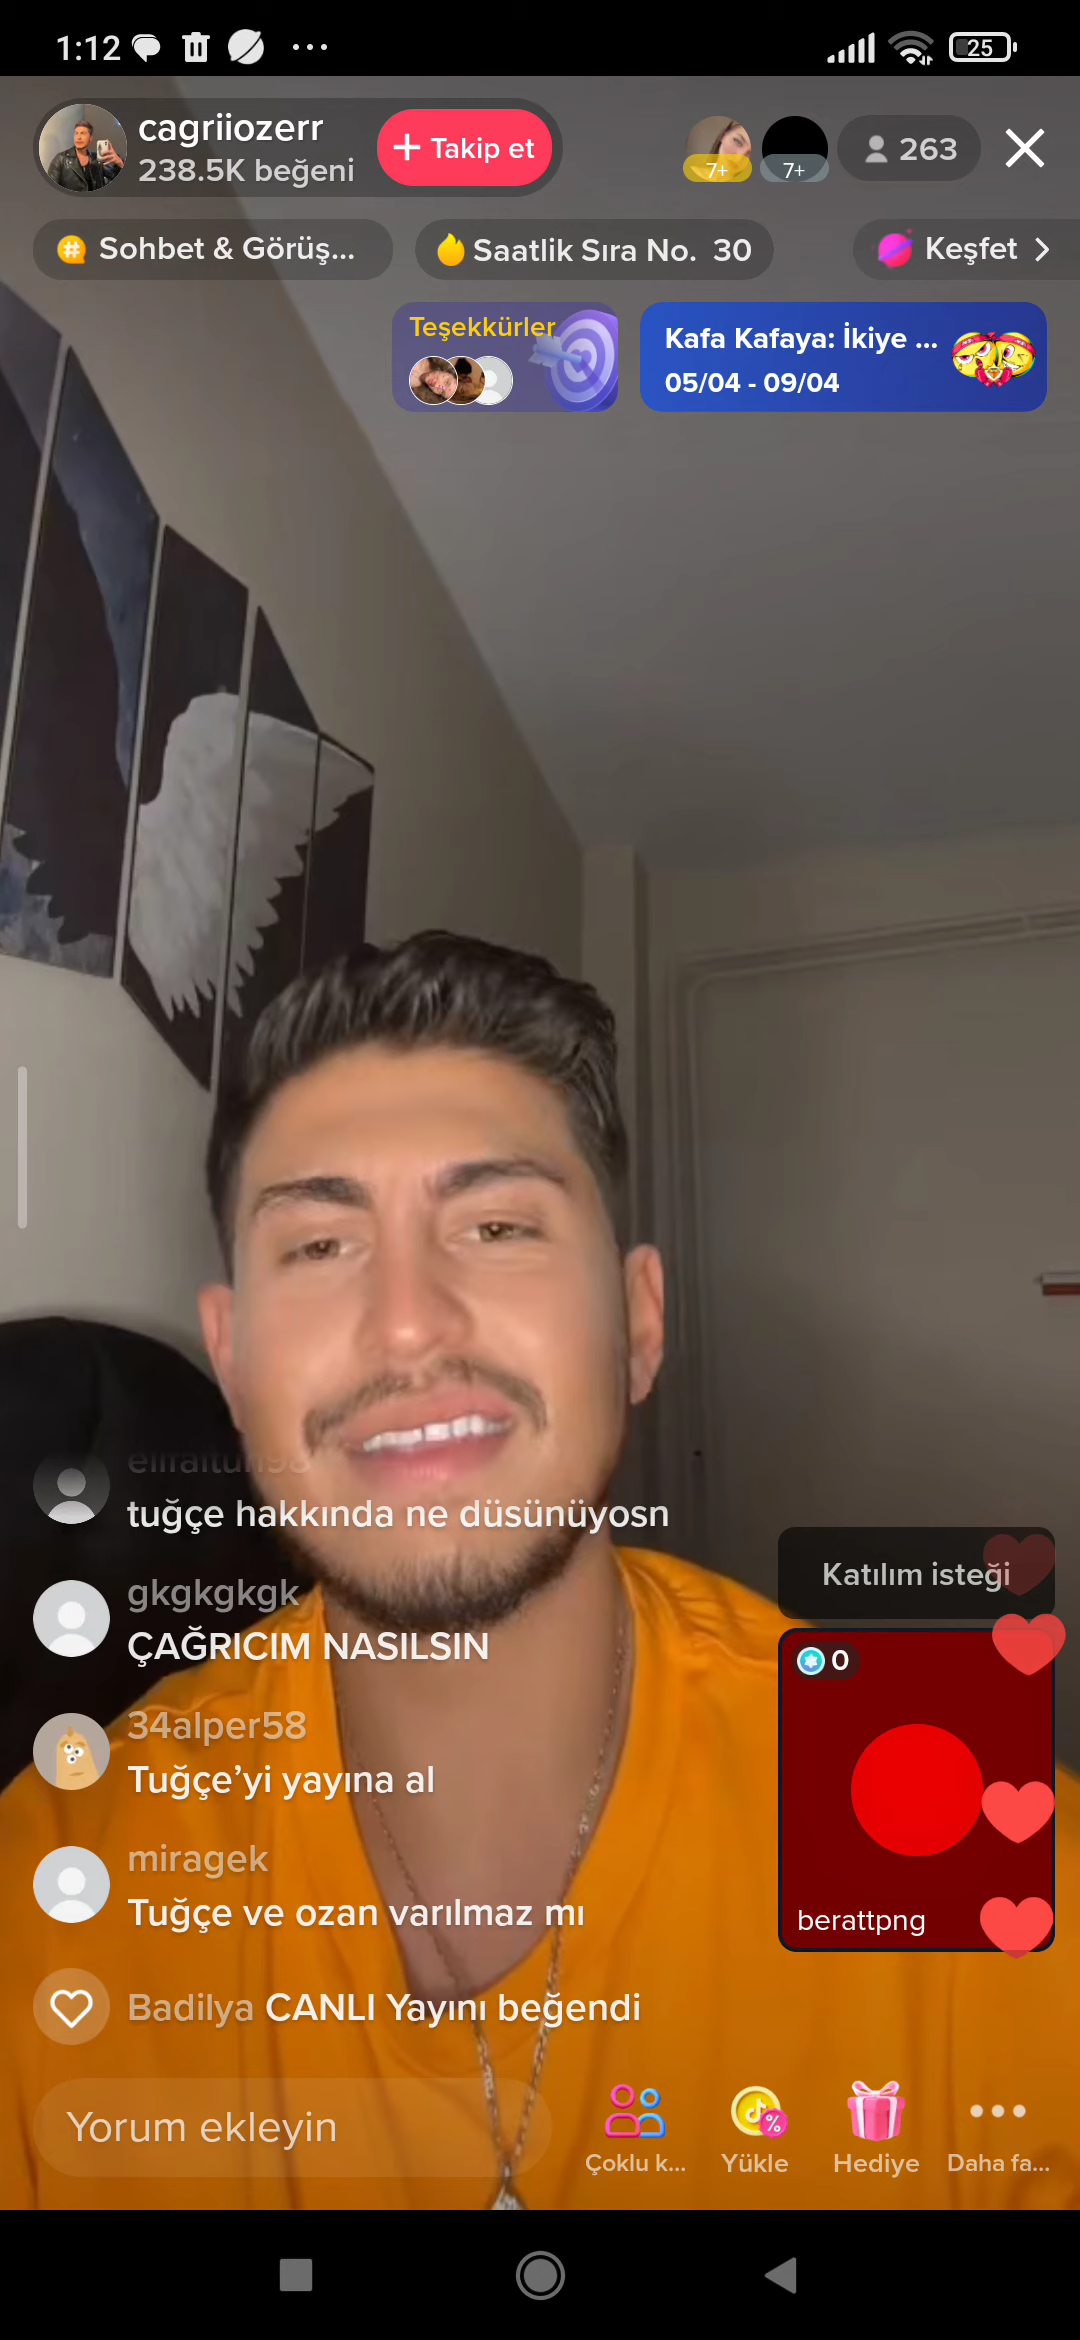 1:12
25
cagriiozerr
238.5K beğeni
+ Takip et
7+
7+
263
Sohbet & Görüş...
Saatlik Sıra No. 30
Keşfet
Teşekkürler
Kafa Kafaya: İkiye ...
05/04 - 09/04
elifaltun98
tuğçe hakkında ne düsünüyosn
gkgkgkgk
ÇAĞRICIM NASILSIN
34alper58
Tuğçe’yi yayına al
miragek
Tuğçe ve ozan varılmaz mı
Badilya CANLI Yayını beğendi
Katılım isteği
0
berattpng
Yorum ekleyin
Çoklu k...
Yükle
Hediye
Daha fa...